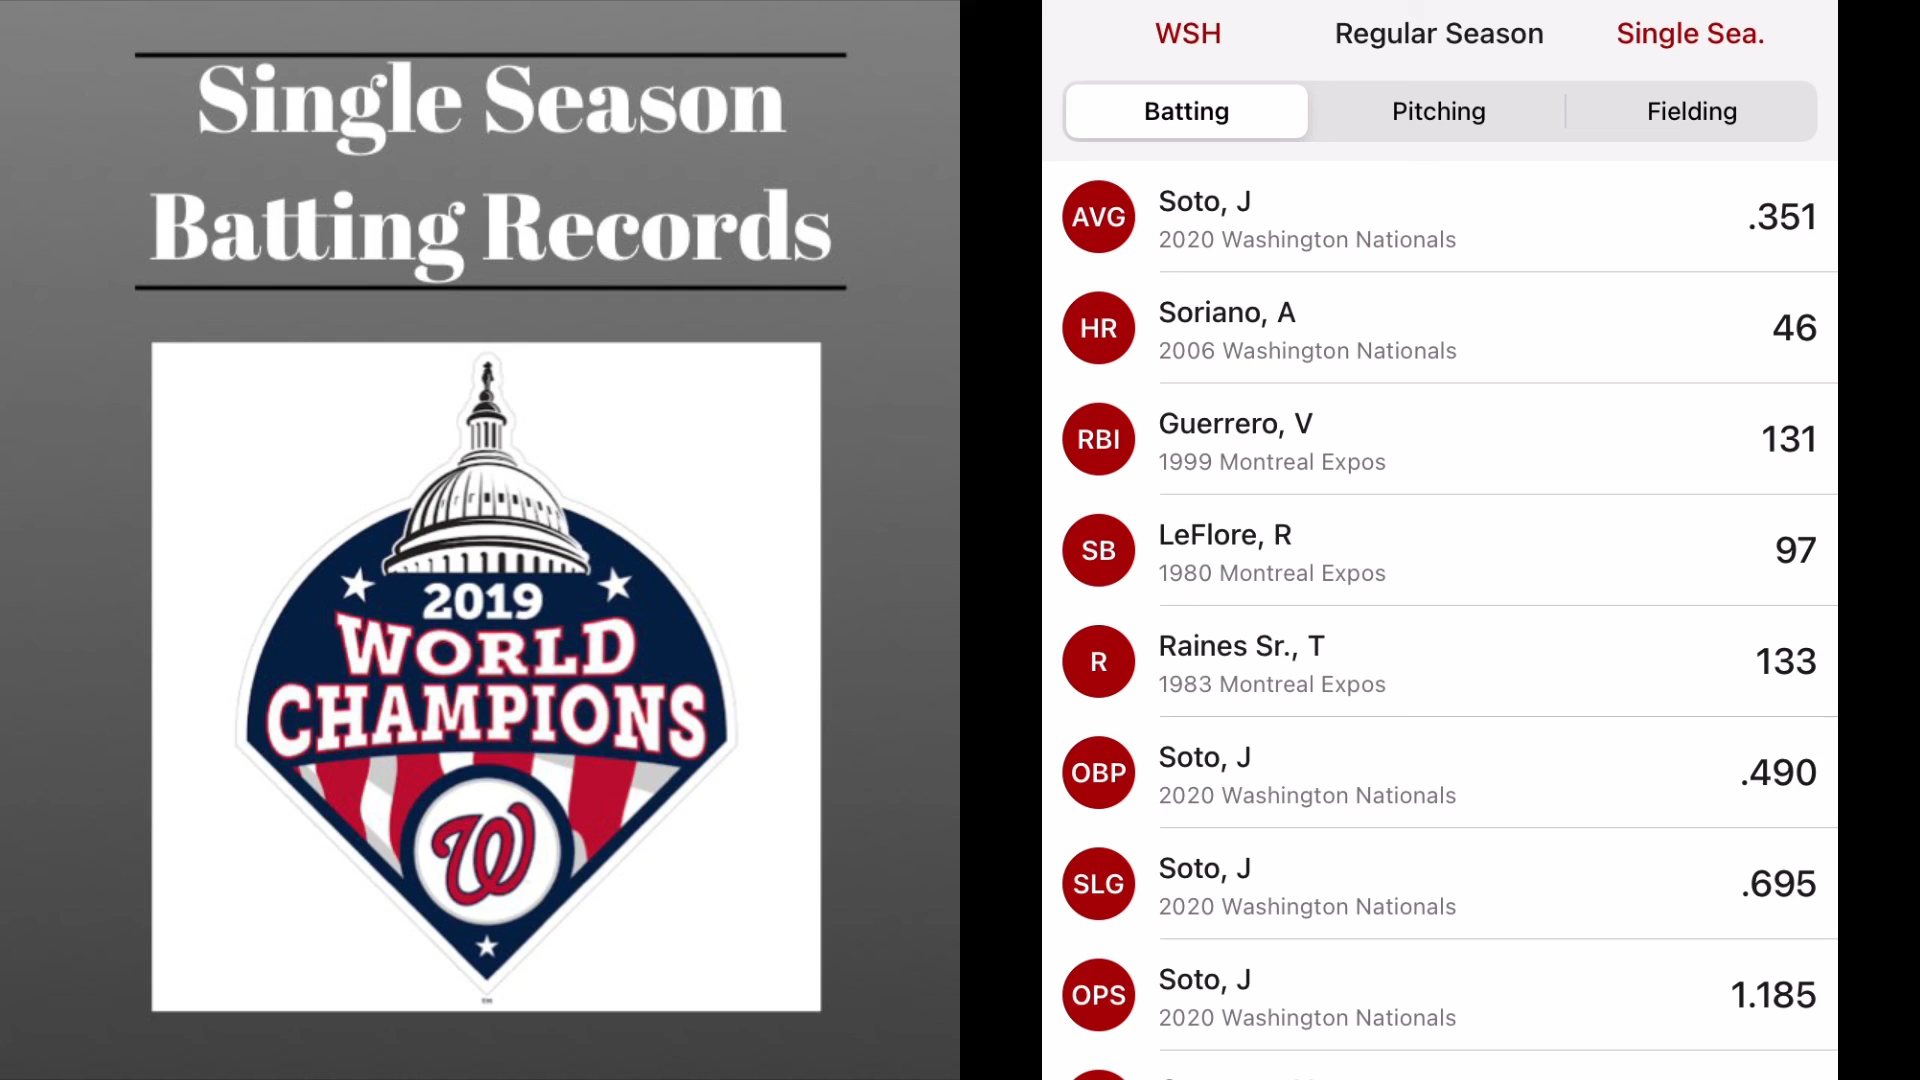 Single Season
Batting Records
2019
WORLD
CHAMPIONS
W
TM
WSH
Regular Season
Single Sea.
Batting
Pitching
Fielding
AVG
Soto, J
2020 Washington Nationals
.351
HR
Soriano, A
2006 Washington Nationals
46
RBI
Guerrero, V
1999 Montreal Expos
131
SB
LeFlore, R
1980 Montreal Expos
97
R
Raines Sr., T
1983 Montreal Expos
133
OBP
Soto, J
2020 Washington Nationals
.490
SLG
Soto, J
2020 Washington Nationals
.695
OPS
Soto, J
2020 Washington Nationals
1.185